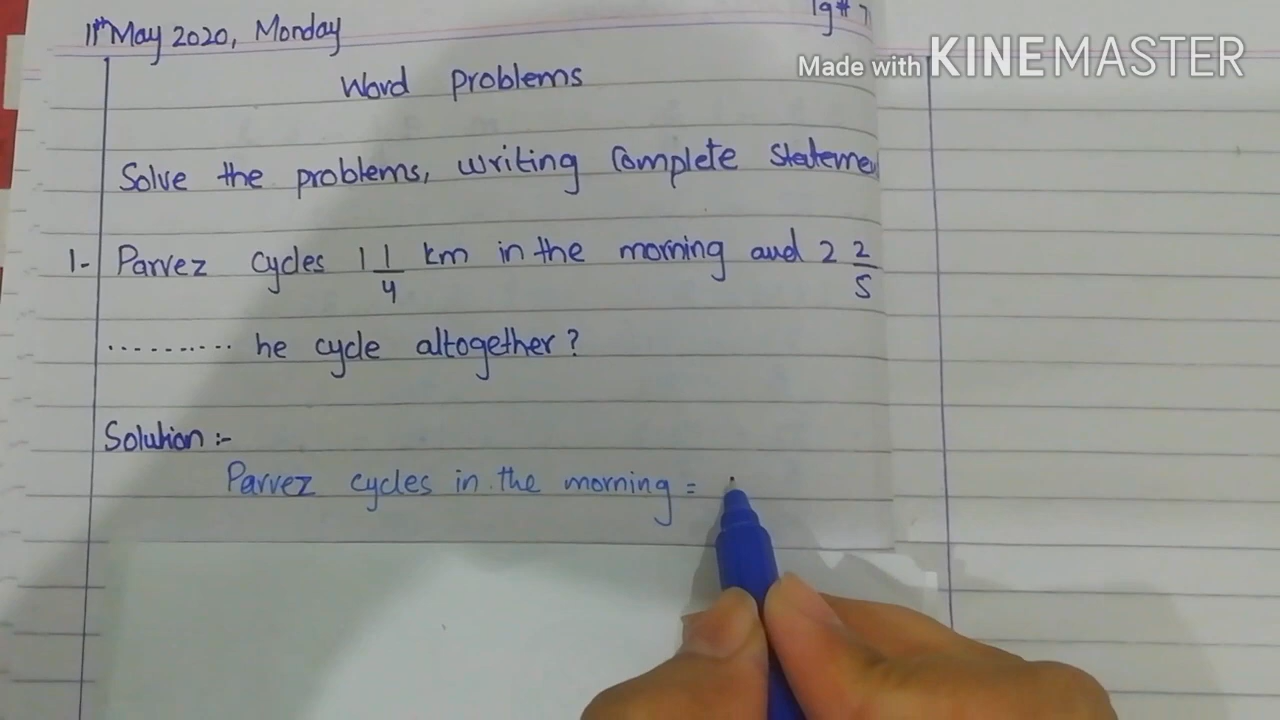 11th May 2020, Monday
Made with KINEMASTER
Word problems
Solve the problems, writing Complete
1- Parvez cycles 1 1/4 km in the morning and 2 2/5
.......... he cycle altogether?
Solution :-
Parvez cycles in the morning =